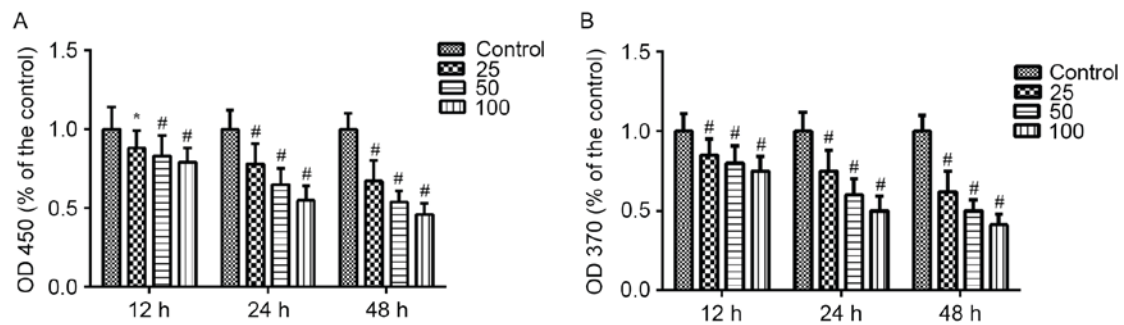 A
OD 450 (% of the control)
1.5
1.0
0.5
0.0
* # #
# # #
# # #
12 h 24 h 48 h
Control
25
50
100
B
OD 370 (% of the control)
1.5
1.0
0.5
0.0
# # #
# # #
# # #
12 h 24 h 48 h
Control
25
50
100